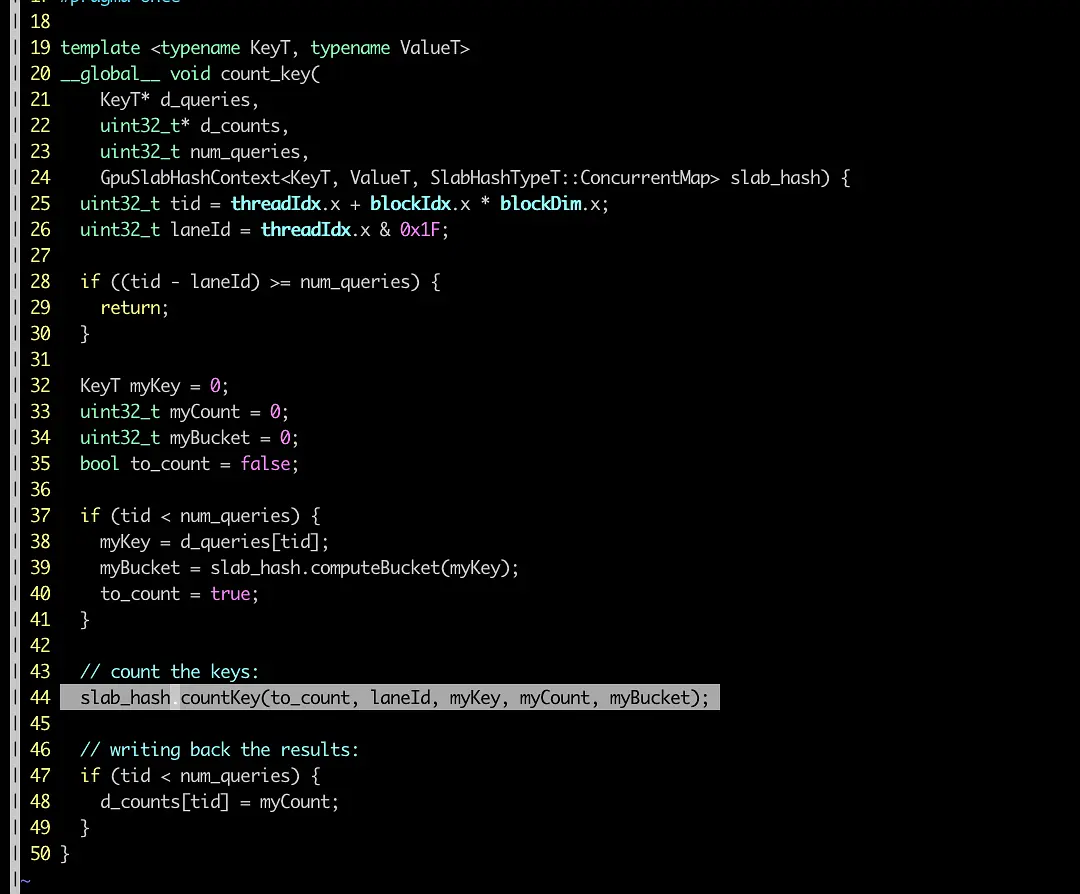 17 #pragma once
18
19 template <typename KeyT, typename ValueT>
20 __global__ void count_key(
21     KeyT* d_queries,
22     uint32_t* d_counts,
23     uint32_t num_queries,
24     GpuSlabHashContext<KeyT, ValueT, SlabHashTypeT::ConcurrentMap> slab_hash) {
25   uint32_t tid = threadIdx.x + blockIdx.x * blockDim.x;
26   uint32_t laneId = threadIdx.x & 0x1F;
27
28   if ((tid - laneId) >= num_queries) {
29     return;
30   }
31
32   KeyT myKey = 0;
33   uint32_t myCount = 0;
34   uint32_t myBucket = 0;
35   bool to_count = false;
36
37   if (tid < num_queries) {
38     myKey = d_queries[tid];
39     myBucket = slab_hash.computeBucket(myKey);
40     to_count = true;
41   }
42
43   // count the keys:
44   slab_hash.countKey(to_count, laneId, myKey, myCount, myBucket);
45
46   // writing back the results:
47   if (tid < num_queries) {
48     d_counts[tid] = myCount;
49   }
50 }
~